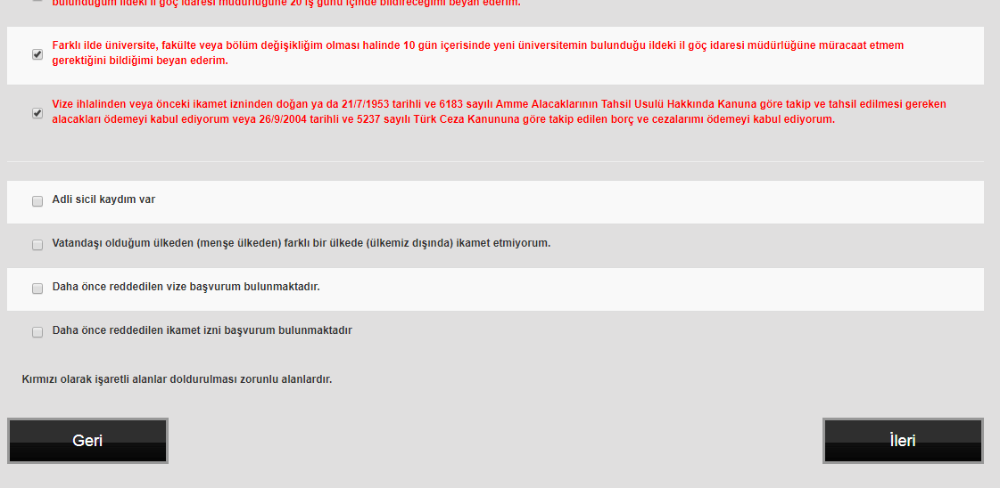 bulunduğum ildeki il göç idaresi müdürlüğüne 20 iş günü içinde bildireceğimi beyan ederim.
Farklı ilde üniversite, fakülte veya bölüm değişikliğim olması halinde 10 gün içerisinde yeni üniversitemin bulunduğu ildeki il göç idaresi müdürlüğüne müracaat etmem
gerektiğini bildiğimi beyan ederim.
Vize ihlalinden veya önceki ikamet izninden doğan ya da 21/7/1953 tarihli ve 6183 sayılı Amme Alacaklarının Tahsil Usulü Hakkında Kanuna göre takip ve tahsil edilmesi gereken
alacakları ödemeyi kabul ediyorum veya 26/9/2004 tarihli ve 5237 sayılı Türk Ceza Kanununa göre takip edilen borç ve cezalarımı ödemeyi kabul ediyorum.
Adli sicil kaydım var
Vatandaşı olduğum ülkeden (menşe ülkeden) farklı bir ülkede (ülkemiz dışında) ikamet etmiyorum.
Daha önce reddedilen vize başvurum bulunmaktadır.
Daha önce reddedilen ikamet izni başvurum bulunmaktadır
Kırmızı olarak işaretli alanlar doldurulması zorunlu alanlardır.
Geri
İleri